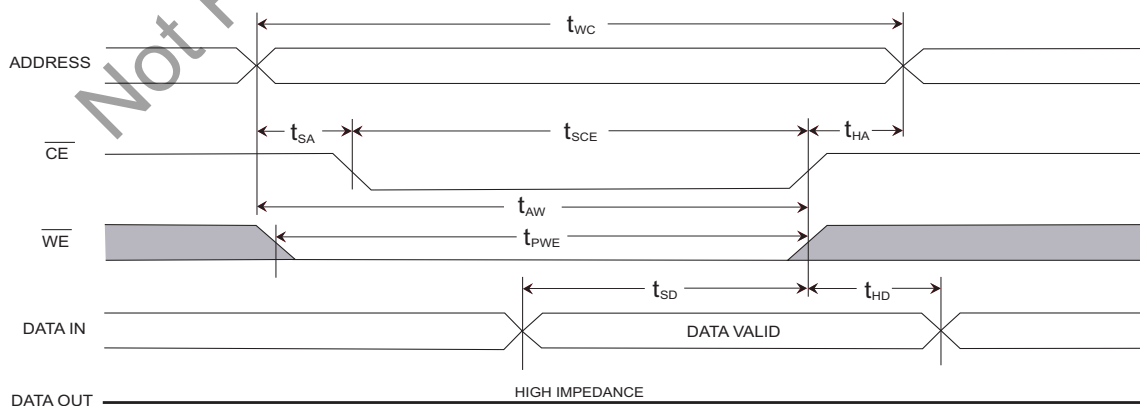 tWC
ADDRESS
Not
tSA
tSCE
tHA
CE
tAW
WE
tPWE
tSD
tHD
DATA IN
DATA VALID
HIGH IMPEDANCE
DATA OUT